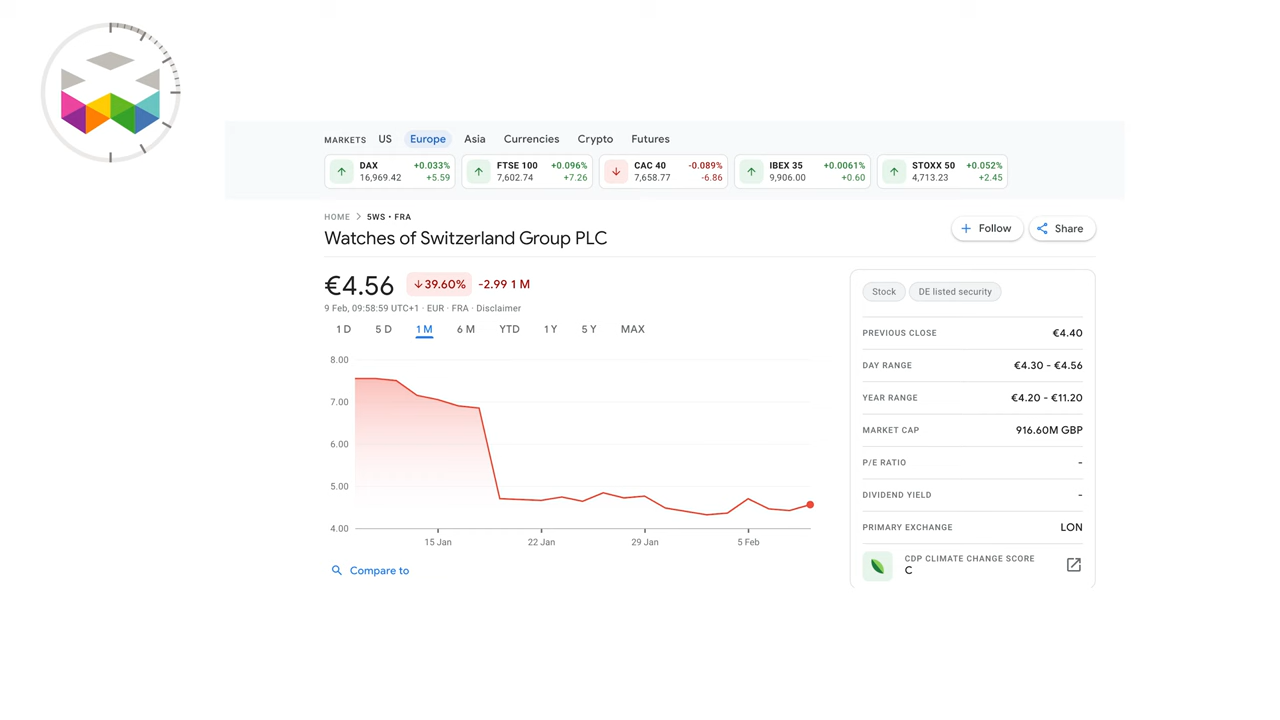 MARKETS US Europe Asia Currencies Crypto Futures
DAX +0.033% FTSE 100 +0.096% CAC 40 -0.089% IBEX 35 +0.0061% STOXX 50 +0.052%
16,969.42 +5.59 7,602.74 +7.26 7,658.77 -6.86 9,906.00 +0.60 4,713.23 +2.45
HOME > 5WS • FRA
Watches of Switzerland Group PLC
+ Follow Share
€4.56 ↓39.60% -2.99 1 M
9 Feb, 09:58:59 UTC+1 · EUR · FRA · Disclaimer
1 D 5 D 1 M 6 M YTD 1 Y 5 Y MAX
8.00
7.00
6.00
5.00
4.00
15 Jan 22 Jan 29 Jan 5 Feb
Compare to
Stock DE listed security
PREVIOUS CLOSE €4.40
DAY RANGE €4.30 - €4.56
YEAR RANGE €4.20 - €11.20
MARKET CAP 916.60M GBP
P/E RATIO -
DIVIDEND YIELD -
PRIMARY EXCHANGE LON
CDP CLIMATE CHANGE SCORE
C